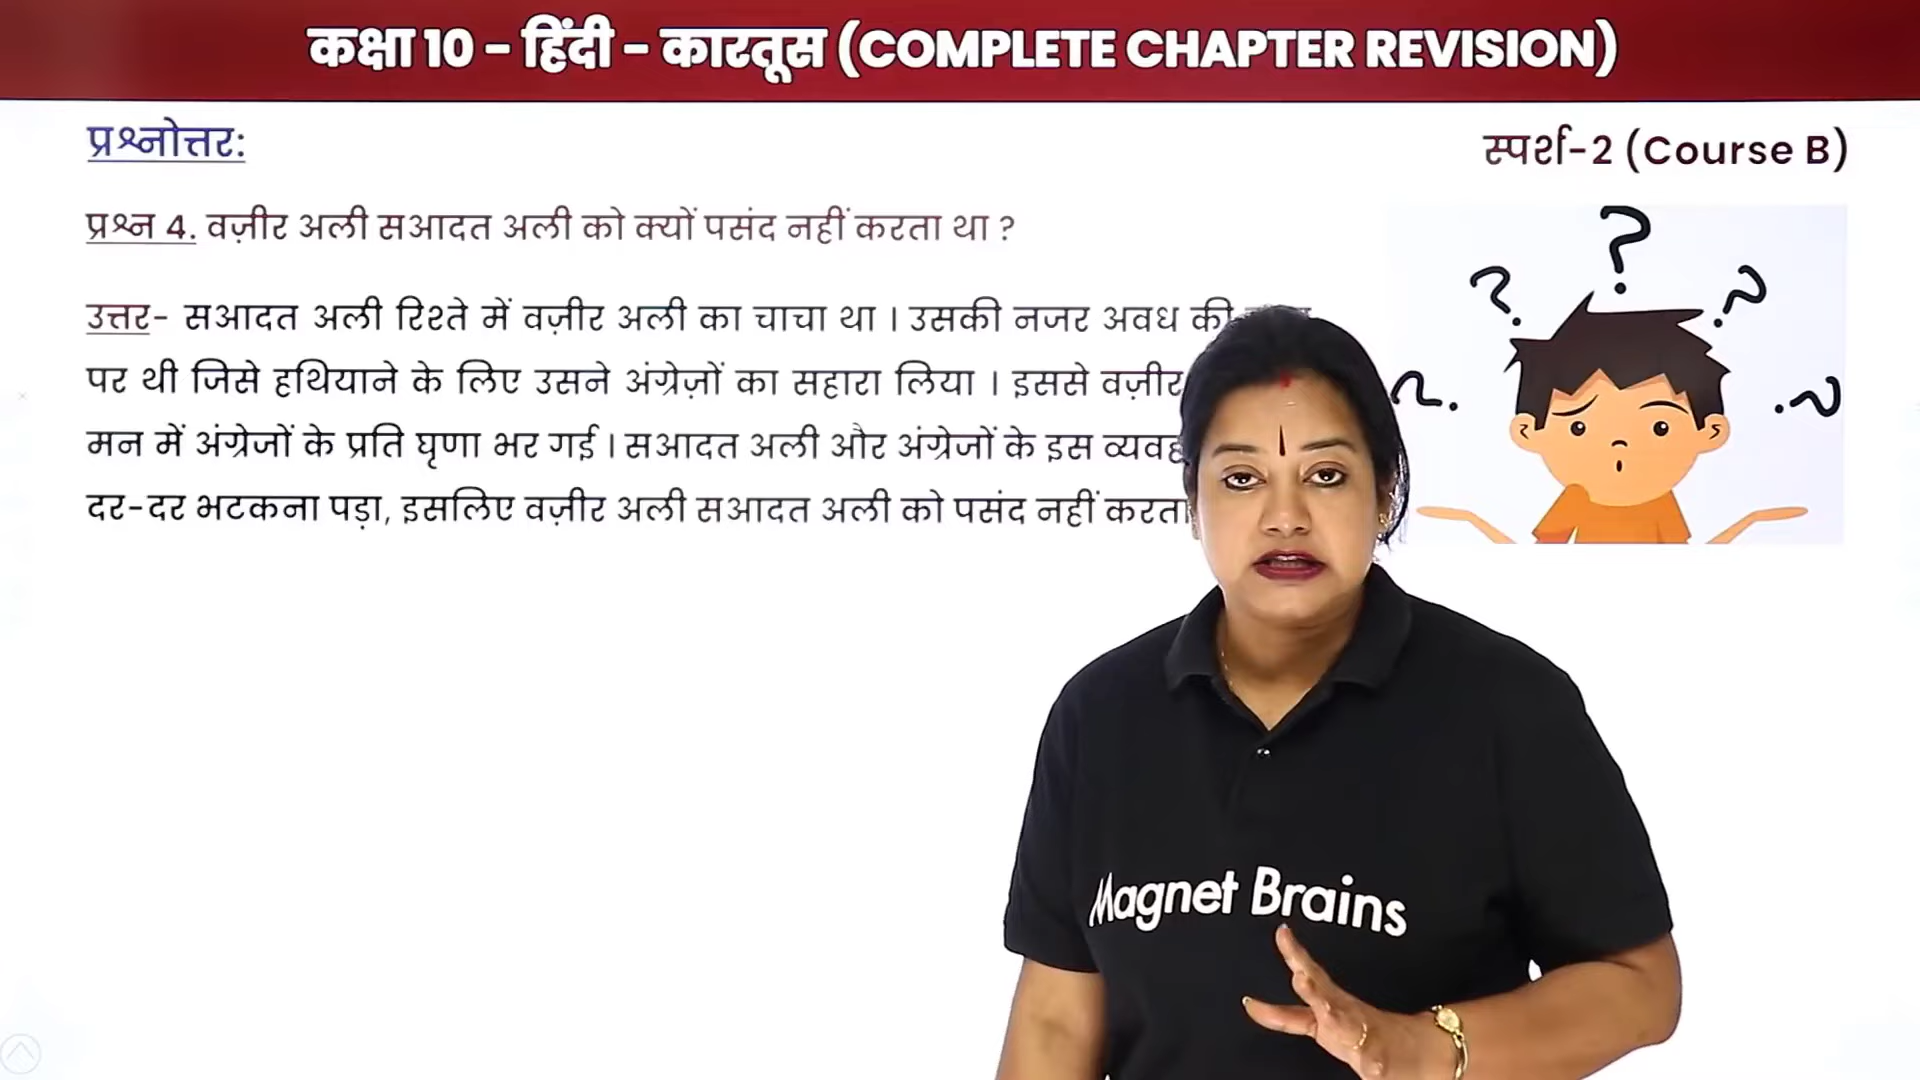 कक्षा 10 - हिंदी - कारतूस (COMPLETE CHAPTER REVISION)
प्रश्नोत्तर:
स्पर्श-2 (Course B)
प्रश्न 4. वज़ीर अली सआदत अली को क्यों पसंद नहीं करता था ?
उत्तर- सआदत अली रिश्ते में वज़ीर अली का चाचा था । उसकी नजर अवध की
पर थी जिसे हथियाने के लिए उसने अंग्रेज़ों का सहारा लिया । इससे वज़ीर
मन में अंग्रेजों के प्रति घृणा भर गई । सआदत अली और अंग्रेजों के इस
दर-दर भटकना पड़ा, इसलिए वज़ीर अली सआदत अली को पसंद नहीं करता
Magnet Brains